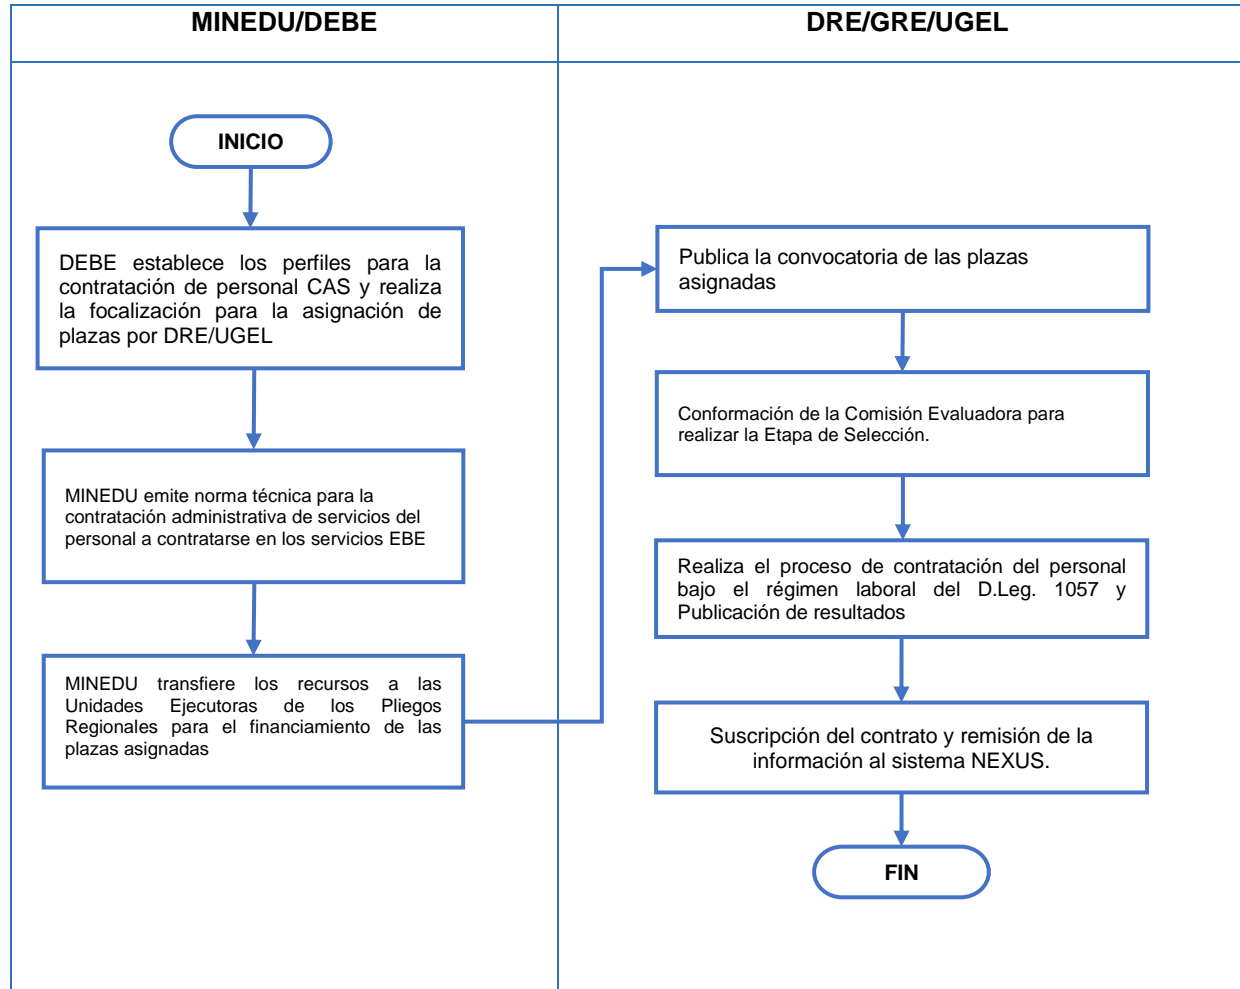 MINEDU/DEBE
DRE/GRE/UGEL
INICIO
DEBE establece los perfiles para la
contratación de personal CAS y realiza
la focalización para la asignación de
plazas por DRE/UGEL
MINEDU emite norma técnica para la
contratación administrativa de servicios del
personal a contratarse en los servicios EBE
MINEDU transfiere los recursos a las
Unidades Ejecutoras de los Pliegos
Regionales para el financiamiento de las
plazas asignadas
Publica la convocatoria de las plazas
asignadas
Conformación de la Comisión Evaluadora para
realizar la Etapa de Selección.
Realiza el proceso de contratación del personal
bajo el régimen laboral del D.Leg. 1057 y
Publicación de resultados
Suscripción del contrato y remisión de la
información al sistema NEXUS.
FIN